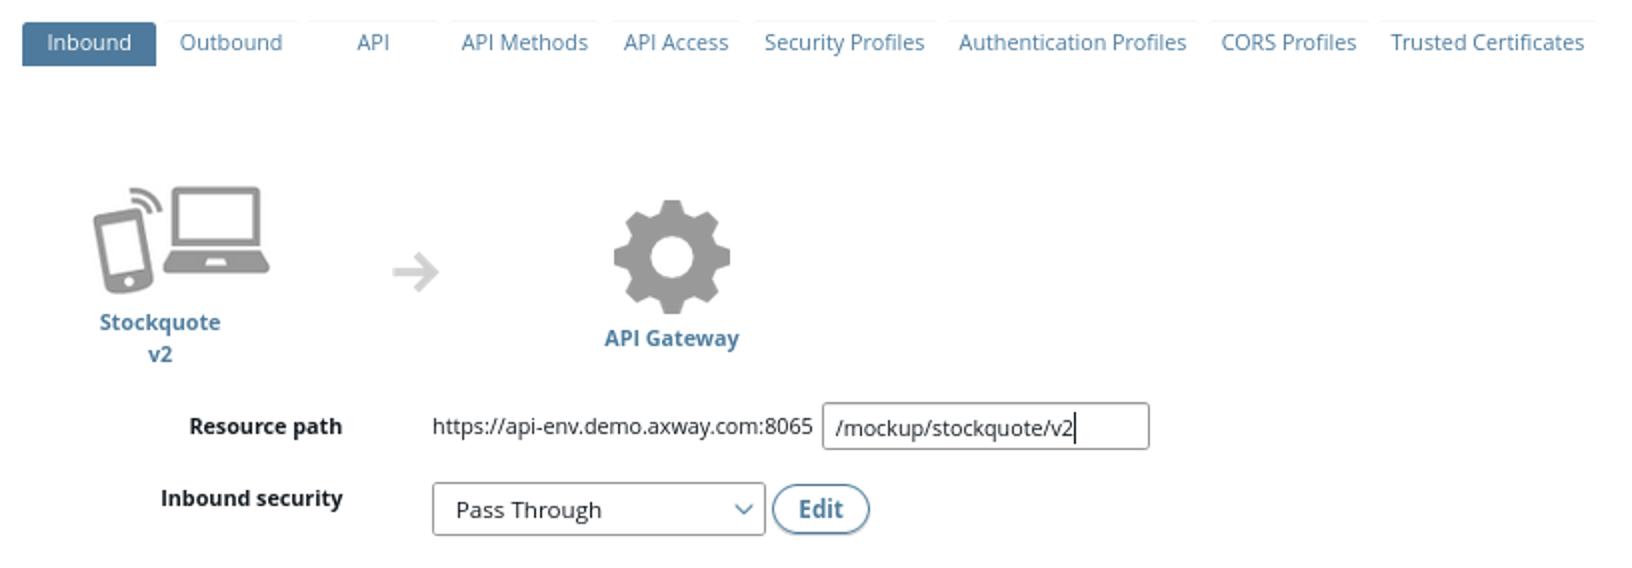 Inbound Outbound API API Methods API Access Security Profiles Authentication Profiles CORS Profiles Trusted Certificates
Stockquote
v2
API Gateway
Resource path https://api-env.demo.axway.com:8065 /mockup/stockquote/v2
Inbound security Pass Through Edit